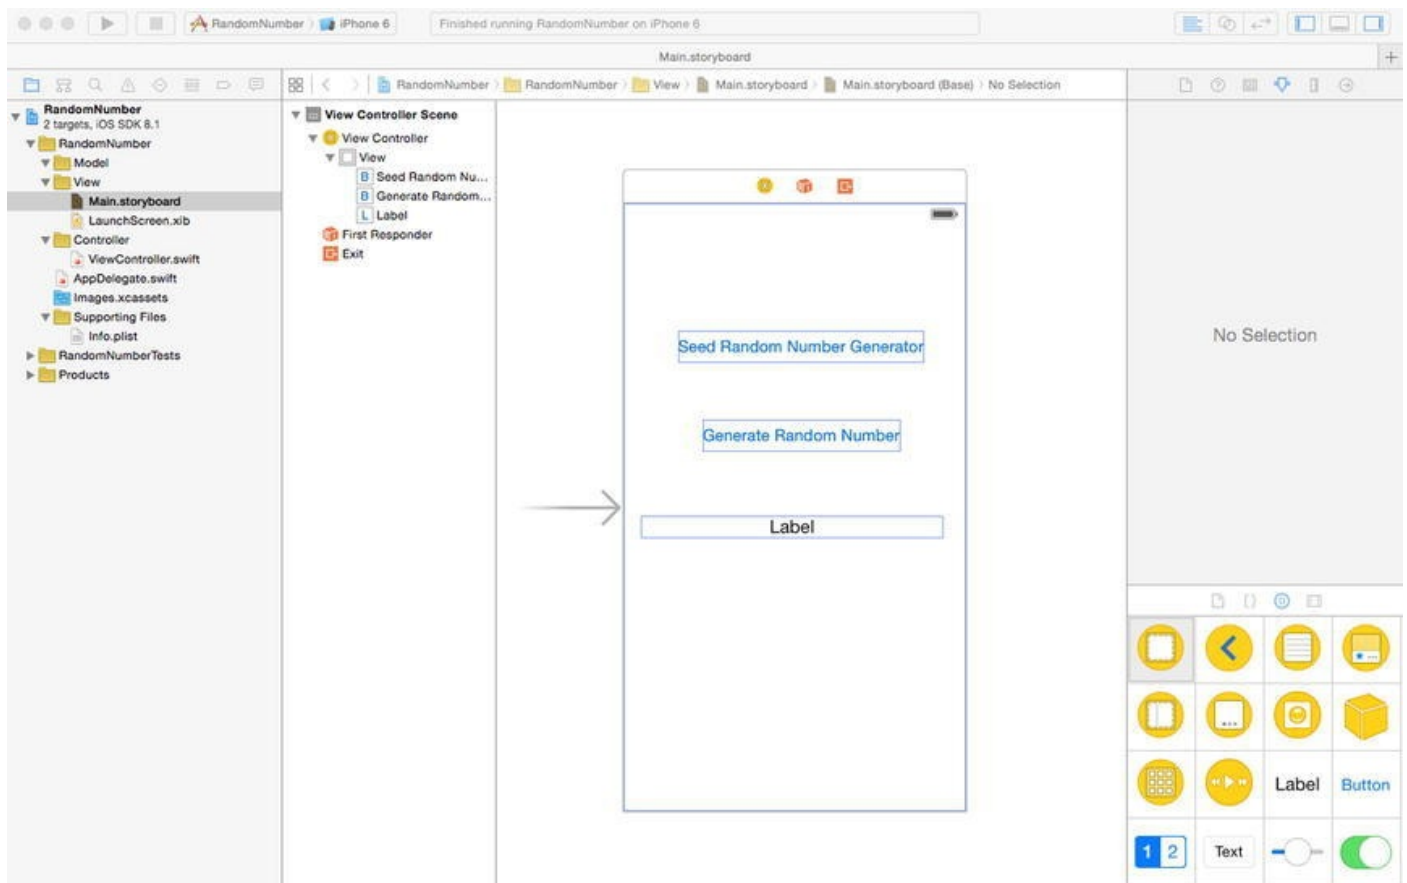 RandomNumber
iPhone 6
Finished running RandomNumber on iPhone 6
Main.storyboard
RandomNumber
RandomNumber
View
Main.storyboard
Main.storyboard (Base)
No Selection
RandomNumber
2 targets, iOS SDK 8.1
RandomNumber
Model
View
Main.storyboard
LaunchScreen.xib
Controller
ViewController.swift
AppDelegate.swift
Images.xcassets
Supporting Files
Info.plist
RandomNumberTests
Products
View Controller Scene
View Controller
View
B Seed Random Nu...
B Generate Random...
L Label
First Responder
Exit
Seed Random Number Generator
Generate Random Number
Label
No Selection
Label
Button
1 2
Text